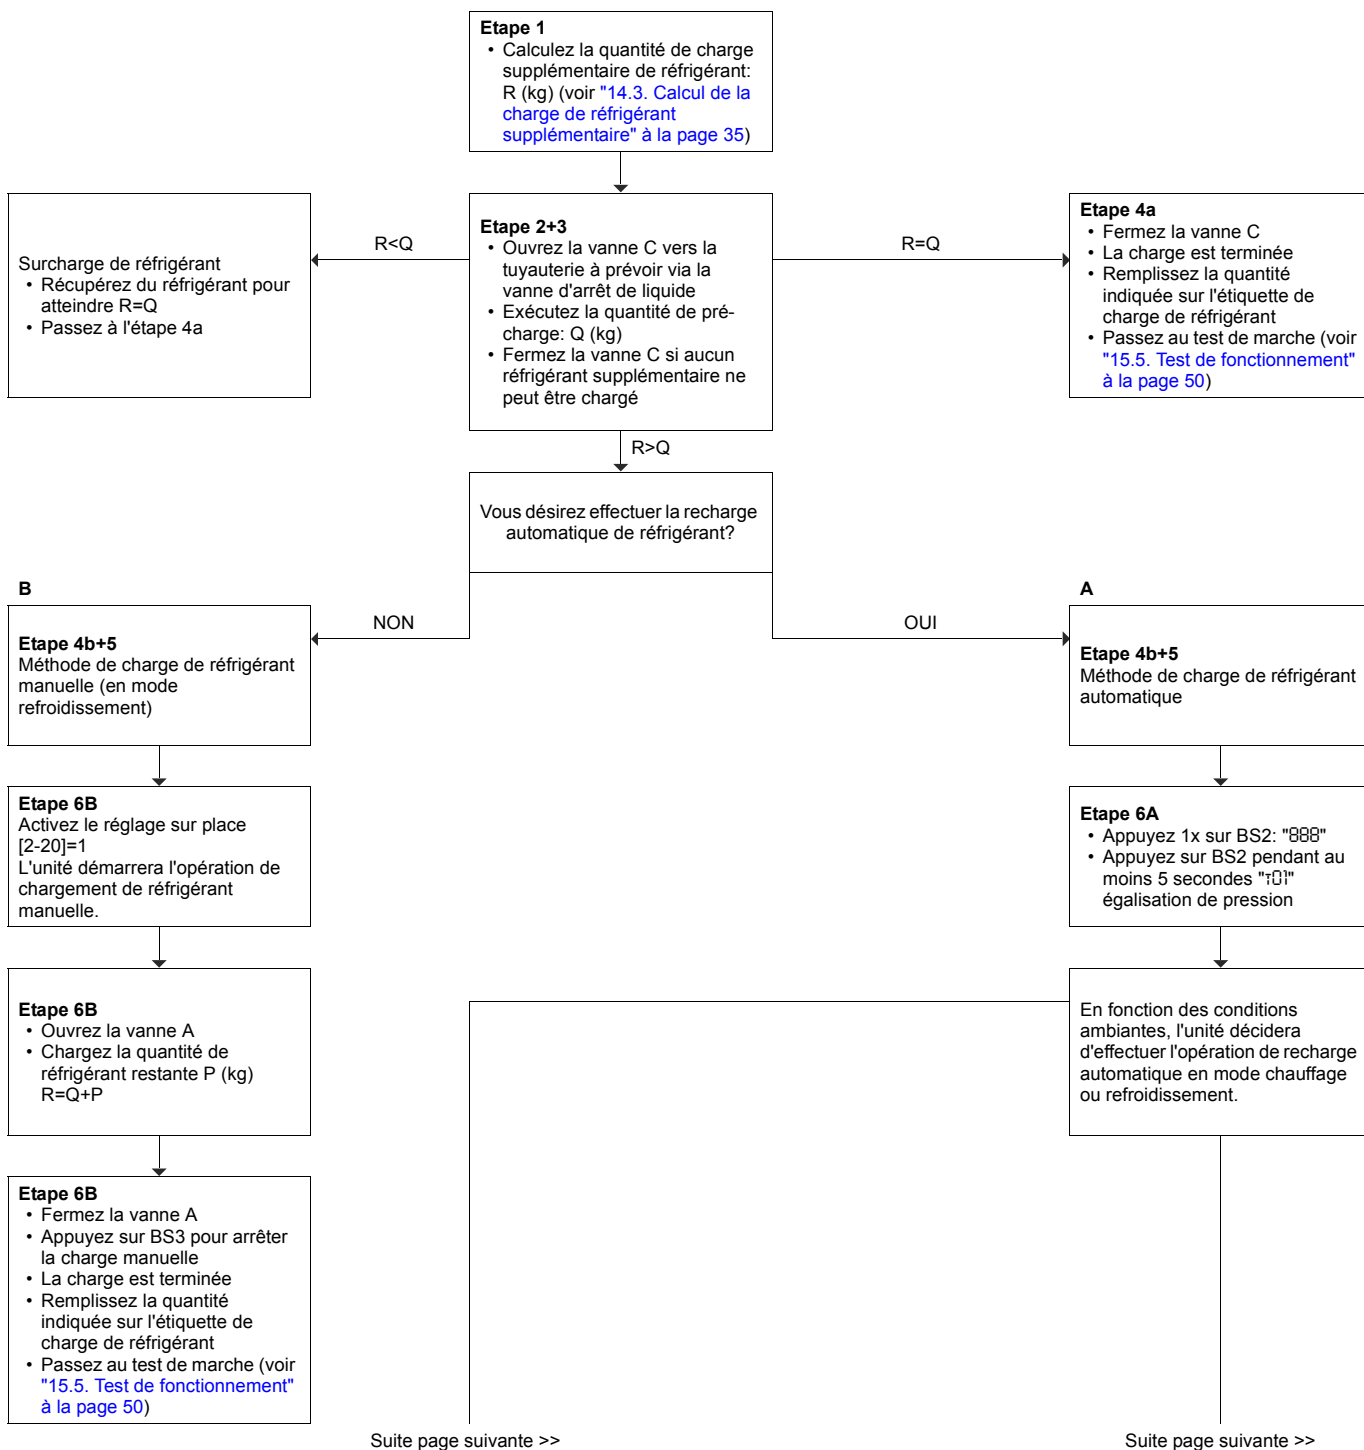 Etape 1
• Calculez la quantité de charge
supplémentaire de réfrigérant:
R (kg) (voir "14.3. Calcul de la
charge de réfrigérant
supplémentaire" à la page 35)
R<Q
R=Q
Surcharge de réfrigérant
• Récupérez du réfrigérant pour
atteindre R=Q
• Passez à l'étape 4a
Etape 2+3
• Ouvrez la vanne C vers la
tuyauterie à prévoir via la
vanne d'arrêt de liquide
• Exécutez la quantité de pré-
charge: Q (kg)
• Fermez la vanne C si aucun
réfrigérant supplémentaire ne
peut être chargé
Etape 4a
• Fermez la vanne C
• La charge est terminée
• Remplissez la quantité
indiquée sur l'étiquette de
charge de réfrigérant
• Passez au test de marche (voir
"15.5. Test de fonctionnement"
à la page 50)
R>Q
Vous désirez effectuer la recharge
automatique de réfrigérant?
B
A
NON
OUI
Etape 4b+5
Méthode de charge de réfrigérant
manuelle (en mode
refroidissement)
Etape 4b+5
Méthode de charge de réfrigérant
automatique
Etape 6B
Activez le réglage sur place
[2-20]=1
L'unité démarrera l'opération de
chargement de réfrigérant
manuelle.
Etape 6A
• Appuyez 1x sur BS2: "888"
• Appuyez sur BS2 pendant au
moins 5 secondes "t01"
égalisation de pression
Etape 6B
• Ouvrez la vanne A
• Chargez la quantité de
réfrigérant restante P (kg)
R=Q+P
En fonction des conditions
ambiantes, l'unité décidera
d'effectuer l'opération de recharge
automatique en mode chauffage
ou refroidissement.
Etape 6B
• Fermez la vanne A
• Appuyez sur BS3 pour arrêter
la charge manuelle
• La charge est terminée
• Remplissez la quantité
indiquée sur l'étiquette de
charge de réfrigérant
• Passez au test de marche (voir
"15.5. Test de fonctionnement"
à la page 50)
Suite page suivante >>
Suite page suivante >>